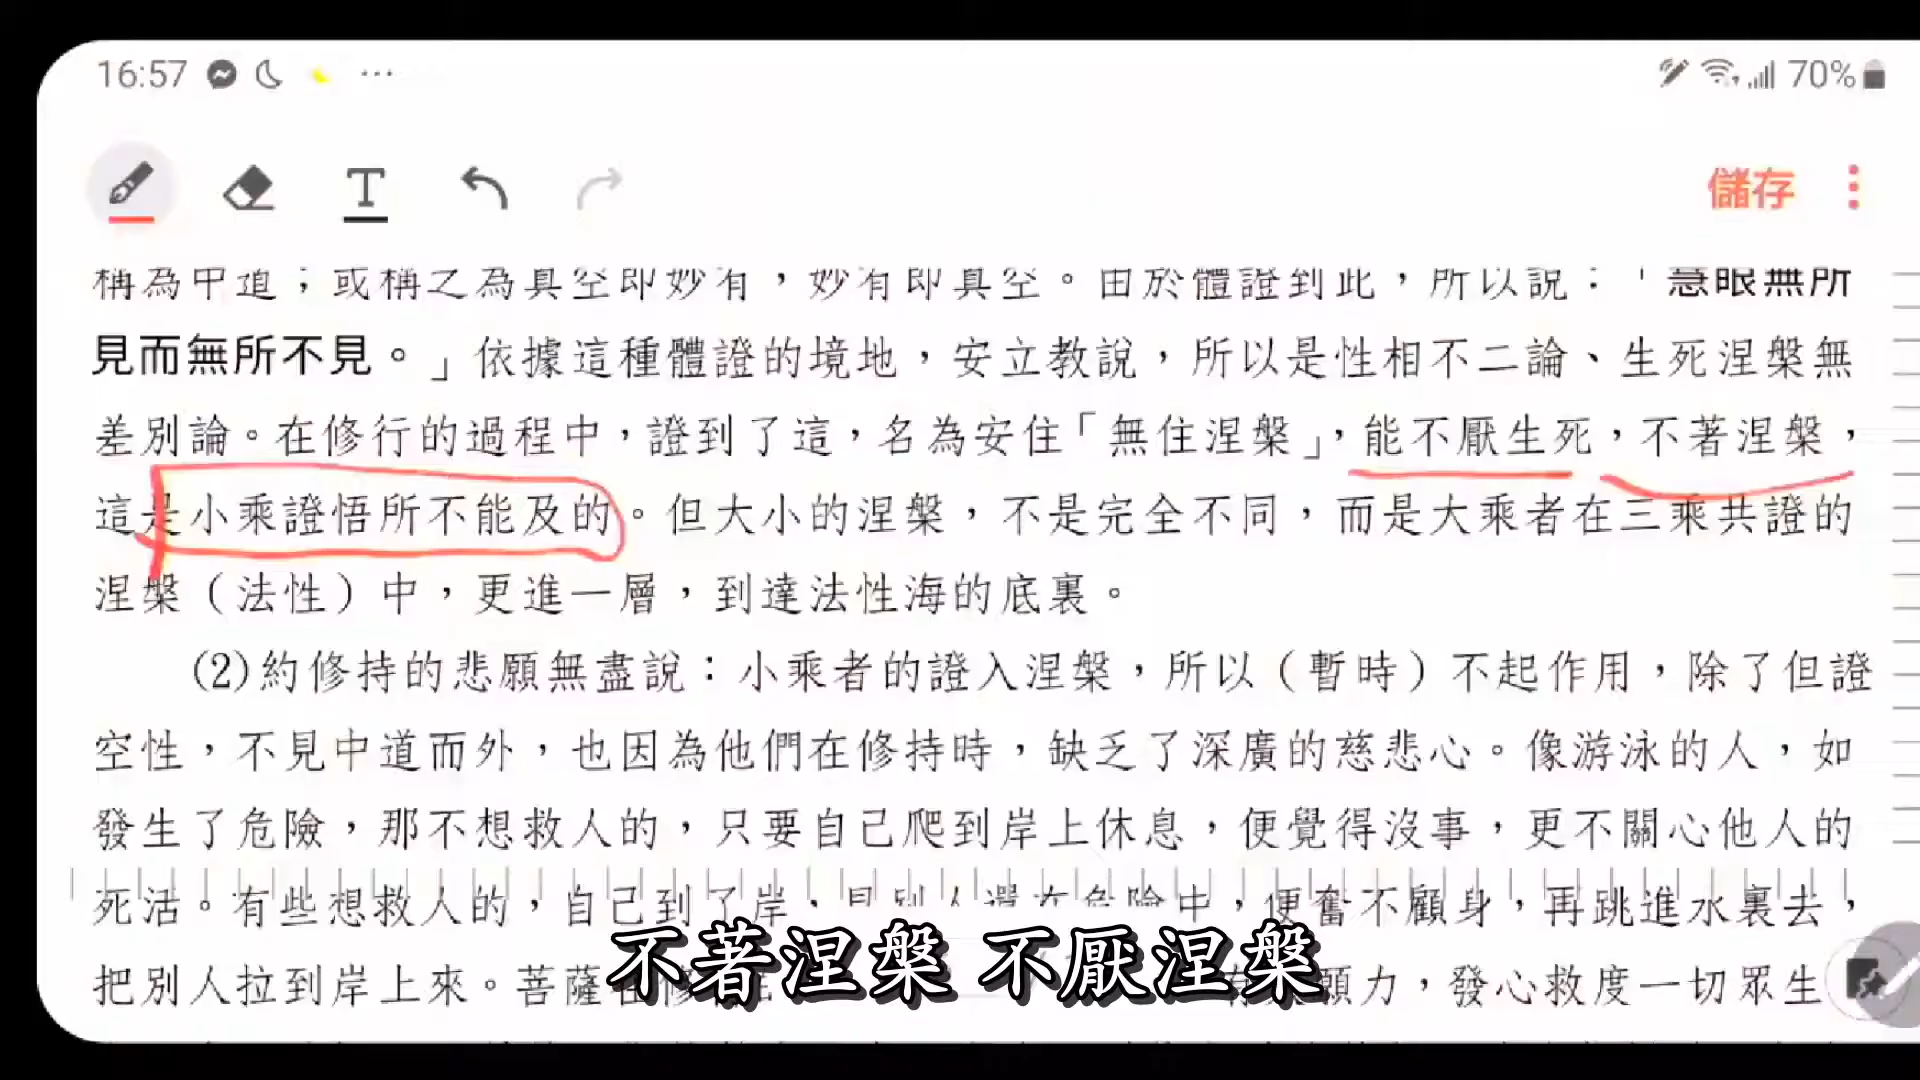 16:57 ... 70%
T 儲存
稱為中道；或稱之為真空即妙有，妙有即真空。由於體證到此，所以說：「慧眼無所
見而無所不見。」依據這種體證的境地，安立教說，所以是性相不二論、生死涅槃無
差別論。在修行的過程中，證到了這，名為安住「無住涅槃」，能不厭生死，不著涅槃，
這是小乘證悟所不能及的。但大小的涅槃，不是完全不同，而是大乘者在三乘共證的
涅槃（法性）中，更進一層，到達法性海的底裏。
(2)約修持的悲願無盡說：小乘者的證入涅槃，所以（暫時）不起作用，除了但證
空性，不見中道而外，也因為他們在修持時，缺乏了深廣的慈悲心。像游泳的人，如
發生了危險，那不想救人的，只要自己爬到岸上休息，便覺得沒事，更不關心他人的
死活。有些想救人的，自己到了岸，見別人還在危險中，便奮不顧身，再跳進水裏去，
把別人拉到岸上來。菩薩在修 願力，發心救度一切眾生
不著涅槃 不厭涅槃